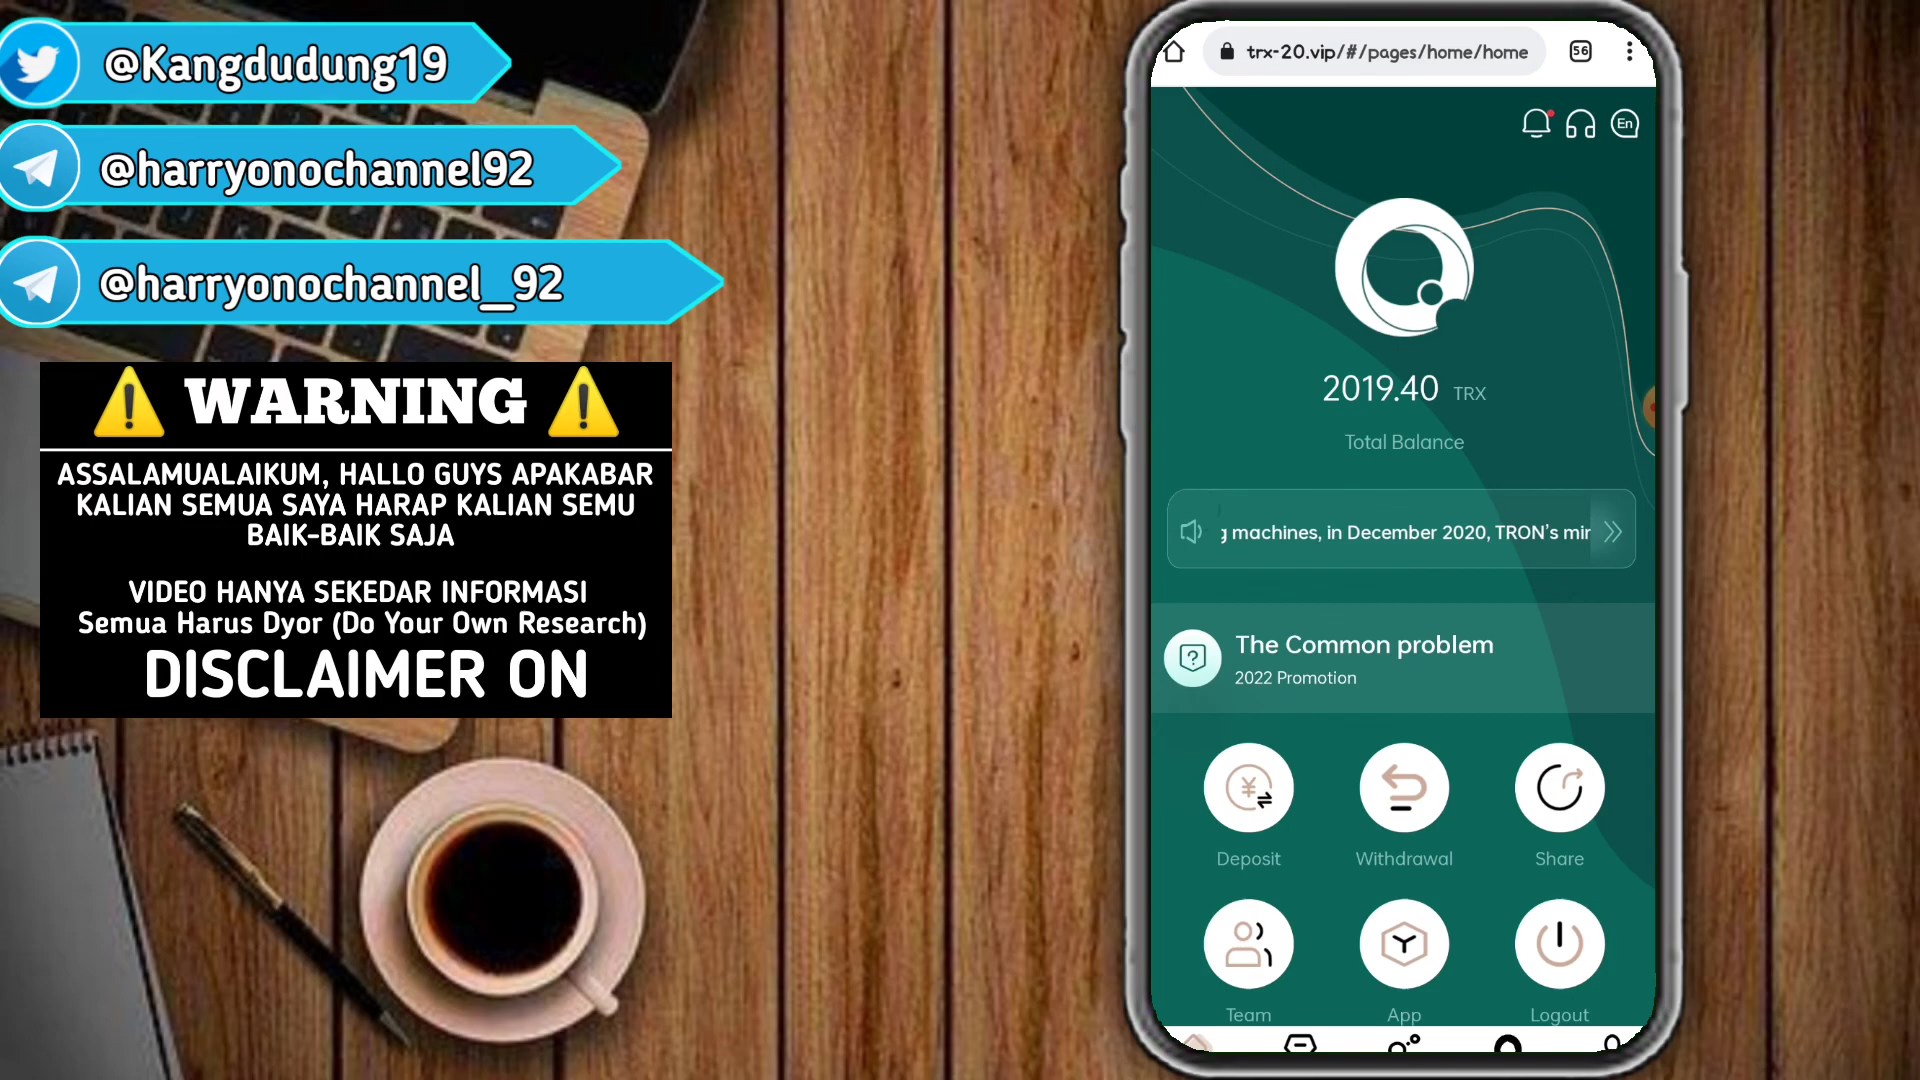 @Kangdudung19
@harryonochannel92
@harryonochannel_92
WARNING
ASSALAMUALAIKUM, HALLO GUYS APAKABAR
KALIAN SEMUA SAYA HARAP KALIAN SEMU
BAIK-BAIK SAJA
VIDEO HANYA SEKEDAR INFORMASI
Semua Harus Dyor (Do Your Own Research)
DISCLAIMER ON
trx-20.vip/#/pages/home/home
56
En
2019.40 TRX
Total Balance
machines, in December 2020, TRON's
The Common problem
2022 Promotion
Deposit Withdrawal Share
Team App Logout